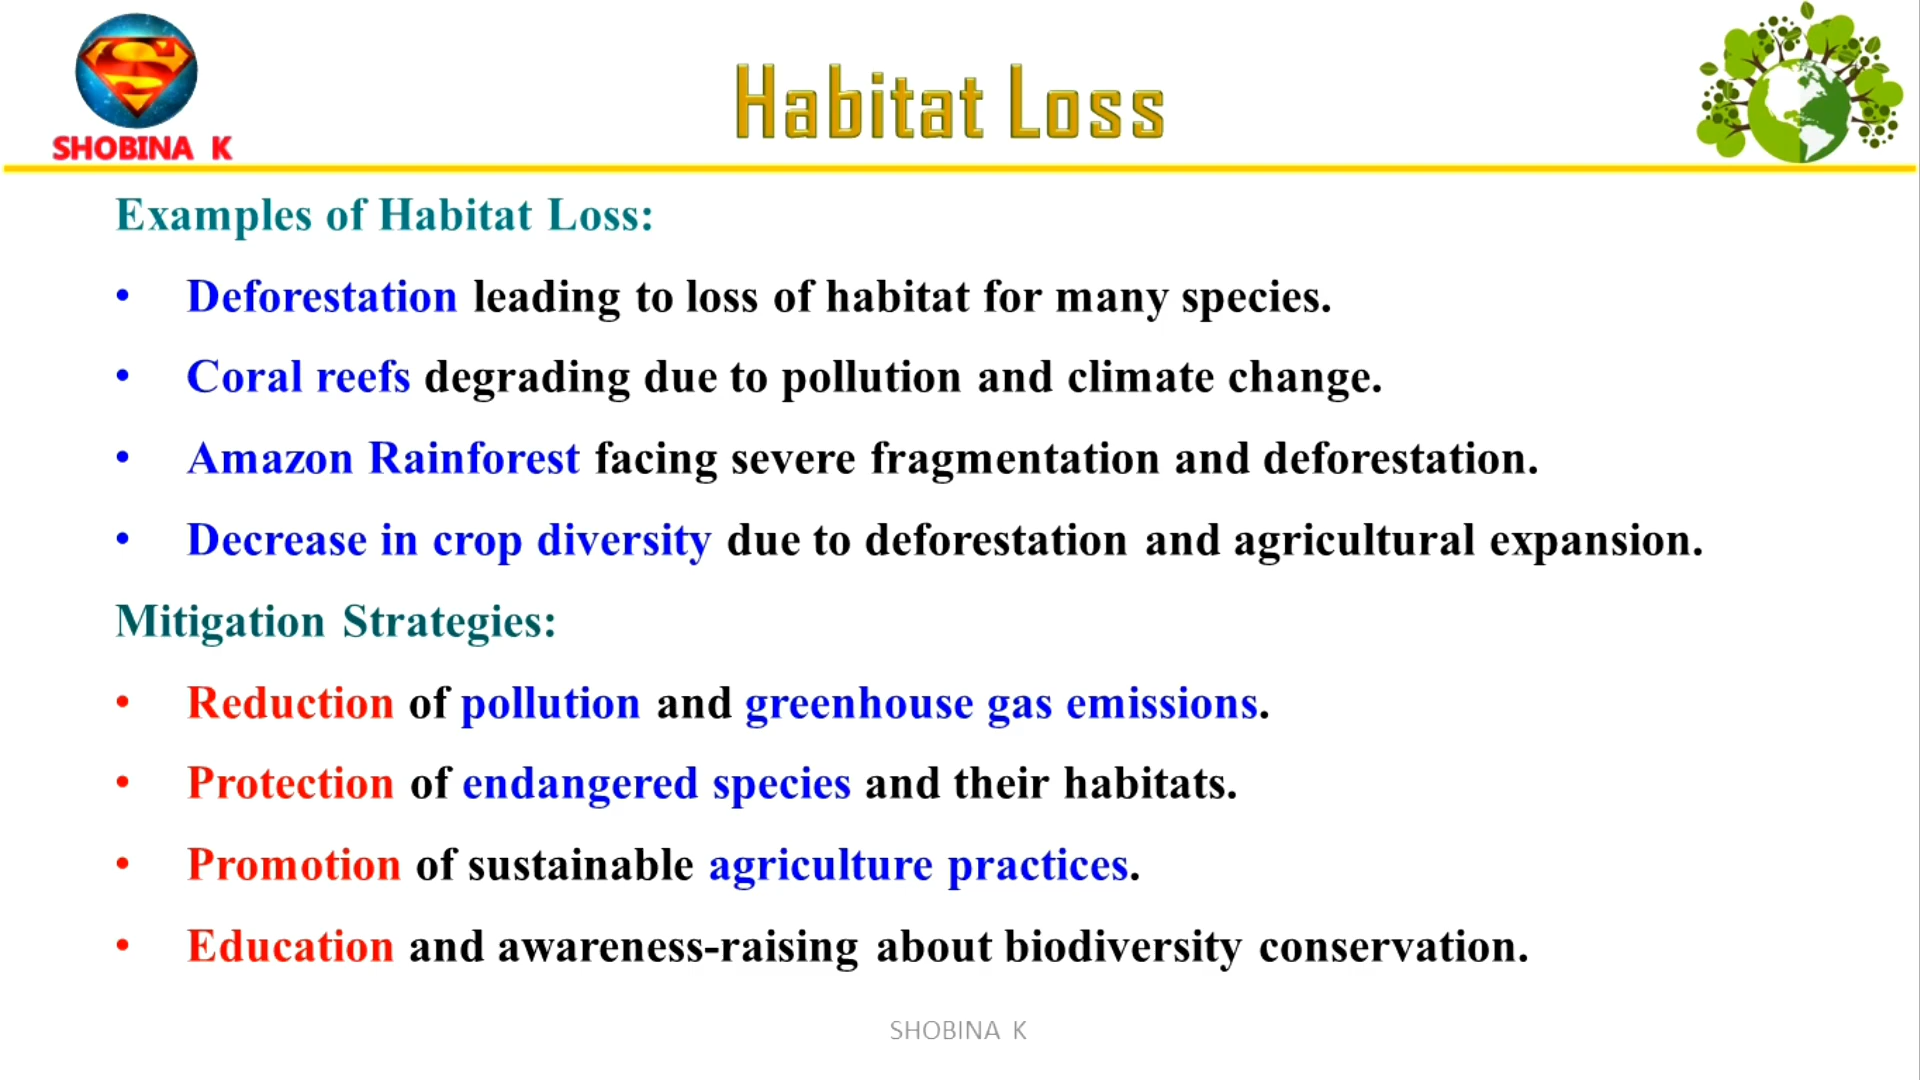 Habitat Loss
SHOBINA K
Examples of Habitat Loss:
• Deforestation leading to loss of habitat for many species.
• Coral reefs degrading due to pollution and climate change.
• Amazon Rainforest facing severe fragmentation and deforestation.
• Decrease in crop diversity due to deforestation and agricultural expansion.
Mitigation Strategies:
• Reduction of pollution and greenhouse gas emissions.
• Protection of endangered species and their habitats.
• Promotion of sustainable agriculture practices.
• Education and awareness-raising about biodiversity conservation.
SHOBINA K